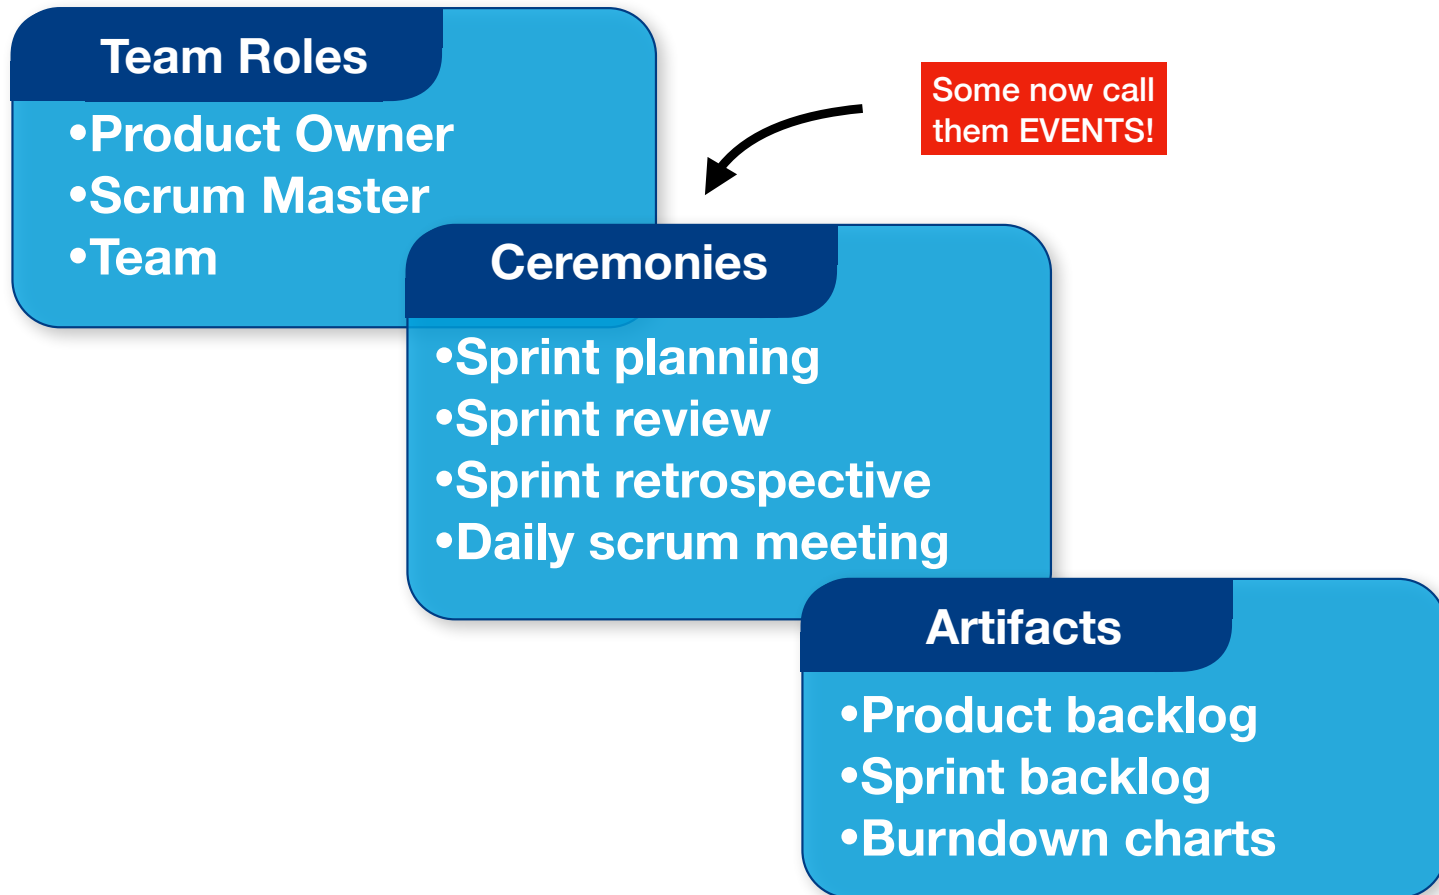 Team Roles
•Product Owner
•Scrum Master
•Team
Some now call
them EVENTS!
Ceremonies
•Sprint planning
•Sprint review
•Sprint retrospective
•Daily scrum meeting
Artifacts
•Product backlog
•Sprint backlog
•Burndown charts